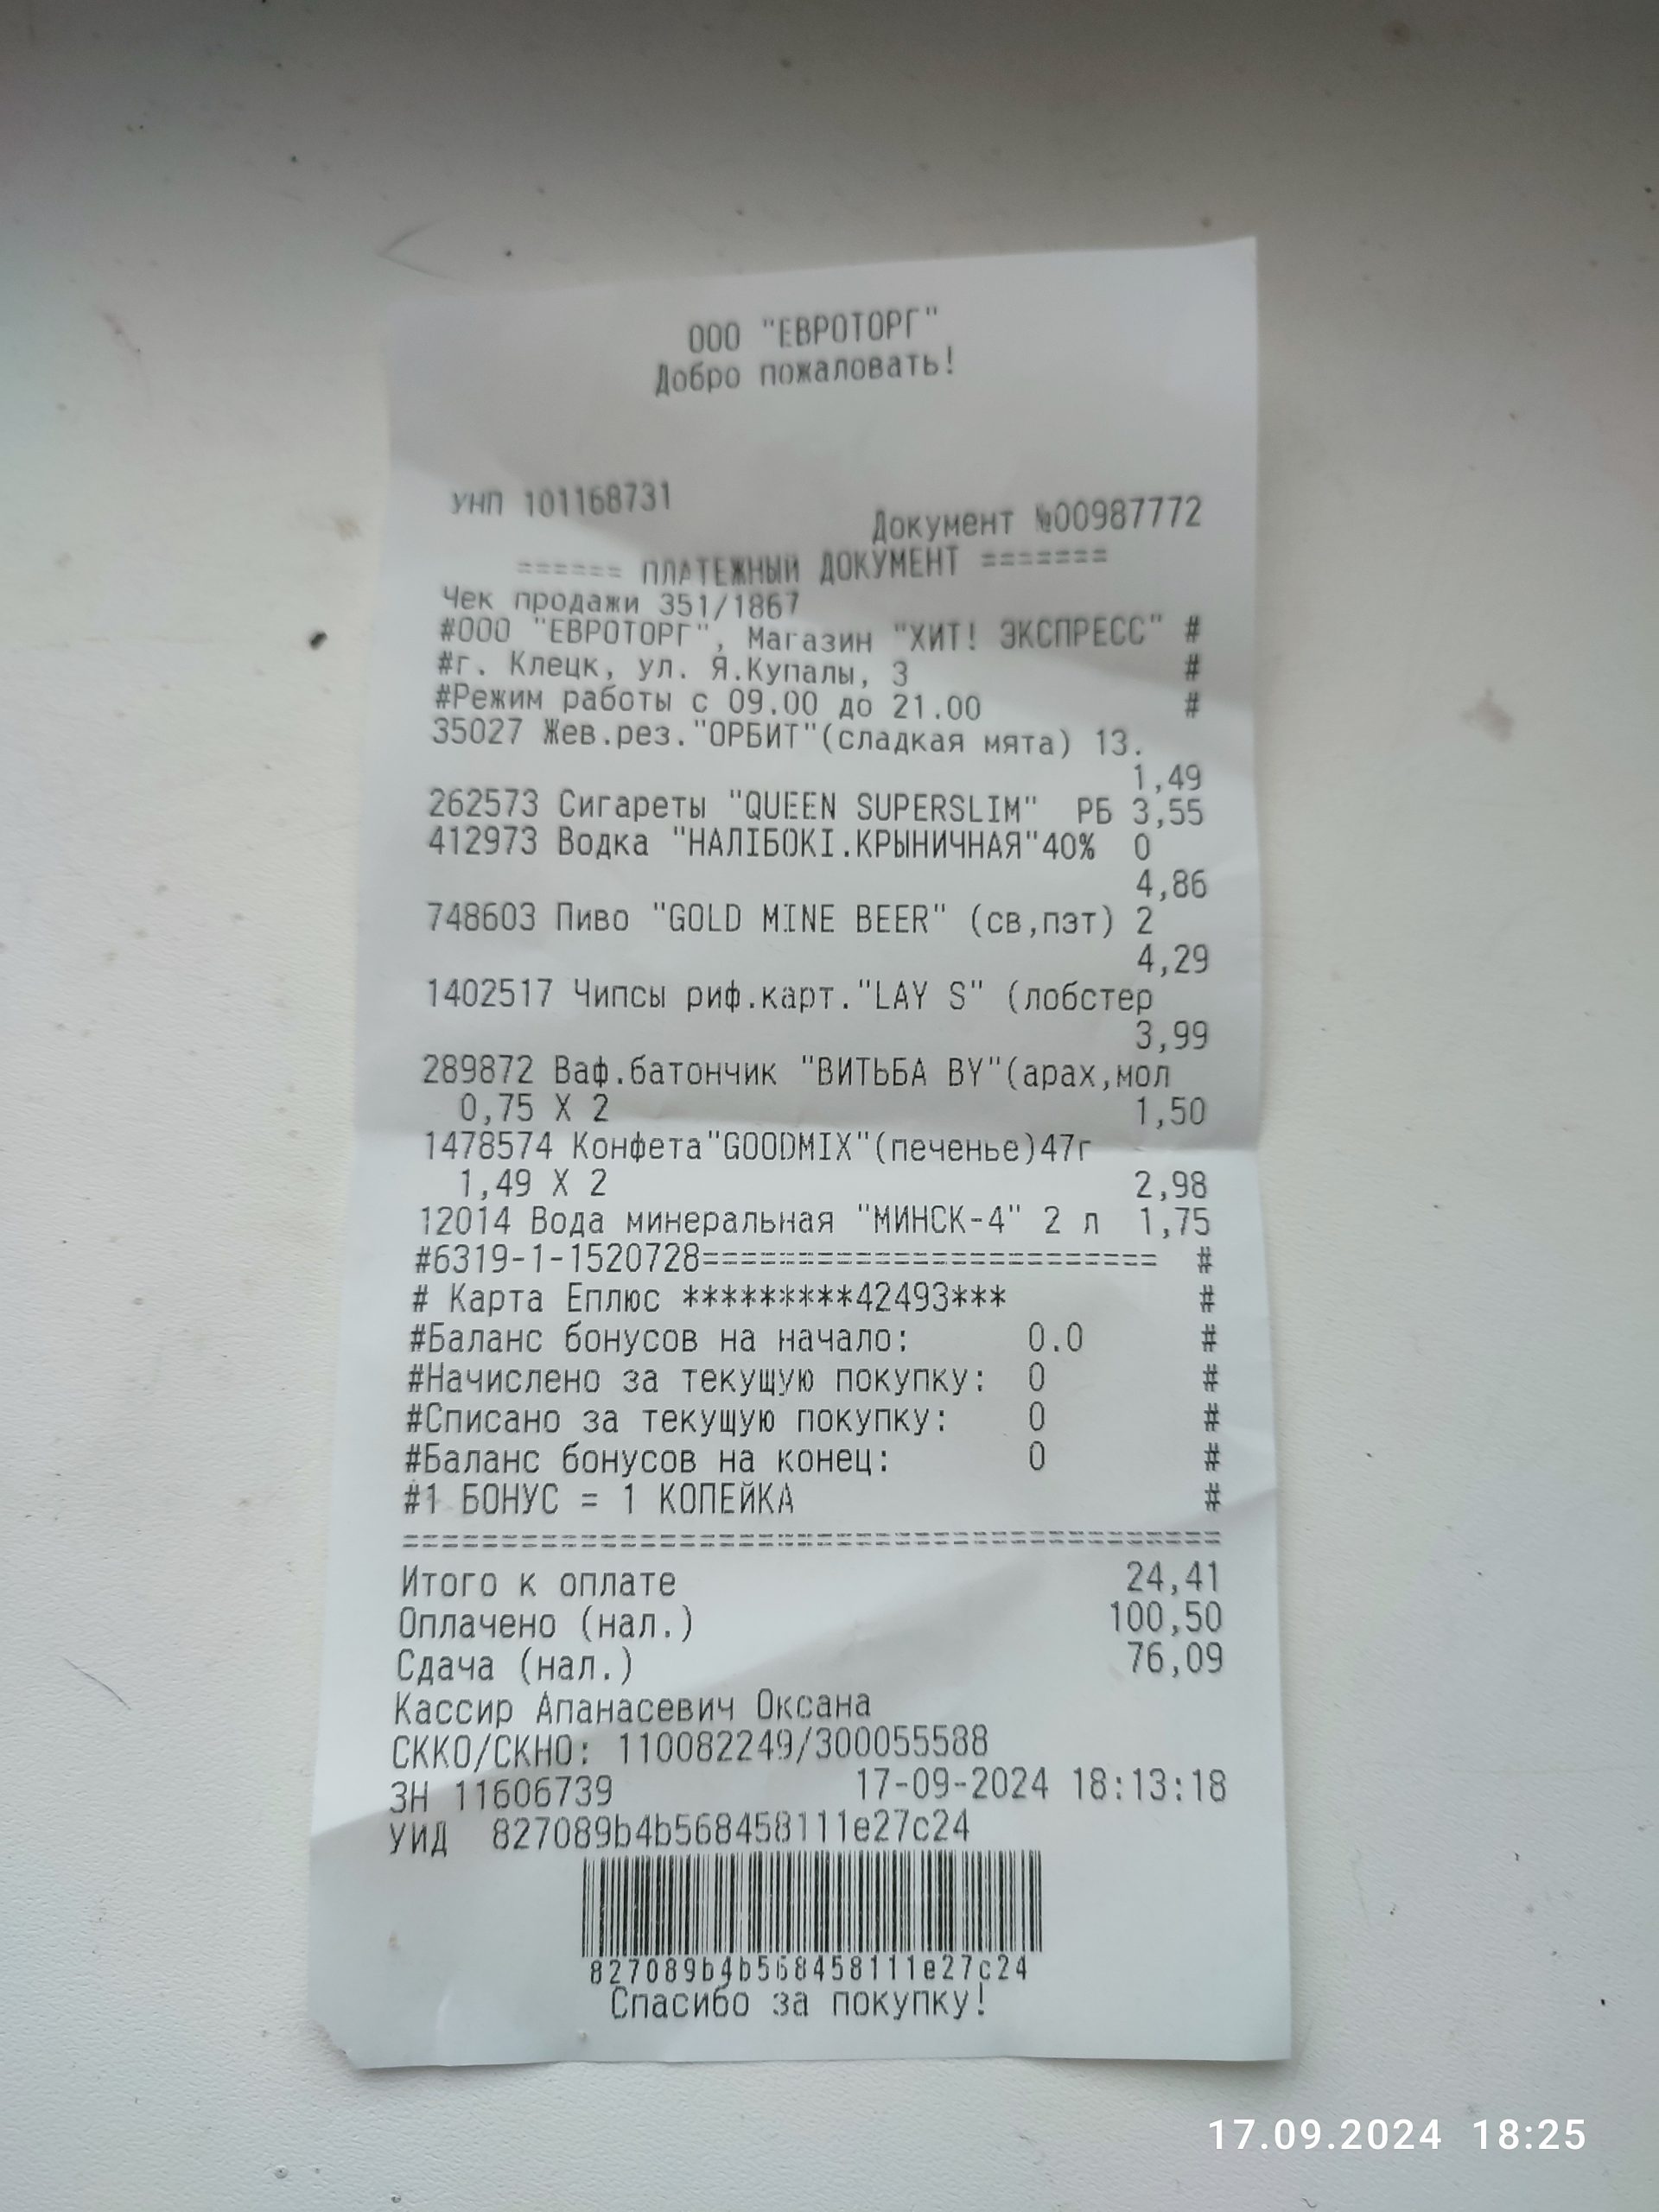 ООО "ЕВРОТОРГ"
Добро пожаловать!
УНП 101168731
Документ №00987772
====== ПЛАТЕЖНЫЙ ДОКУМЕНТ =======
Чек продажи 351/1867
#ООО "ЕВРОТОРГ", Магазин "ХИТ! ЭКСПРЕСС" #
#г. Клецк, ул. Я.Купалы, 3 #
#Режим работы с 09.00 до 21.00 #
35027 Жев.рез."ОРБИТ"(сладкая мята) 13.
1,49
262573 Сигареты "QUEEN SUPERSLIM" РБ 3,55
412973 Водка "НАЛІБОКІ.КРЫНИЧНАЯ"40% 0
4,86
748603 Пиво "GOLD MINE BEER" (св,пэт) 2
4,29
1402517 Чипсы риф.карт."LAY S" (лобстер
3,99
289872 Ваф.батончик "ВИТЬБА BY"(арах,мол
0,75 X 2 1,50
1478574 Конфета"GOODMIX"(печенье)47г
1,49 X 2 2,98
12014 Вода минеральная "МИНСК-4" 2 л 1,75
#6319-1-1520728======================== #
# Карта Еплюс *********42493*** #
#Баланс бонусов на начало: 0.0 #
#Начислено за текущую покупку: 0 #
#Списано за текущую покупку: 0 #
#Баланс бонусов на конец: 0 #
#1 БОНУС = 1 КОПЕЙКА #
==========================================
Итого к оплате 24,41
Оплачено (нал.) 100,50
Сдача (нал.) 76,09
Кассир Апанасевич Оксана
СККО/СКНО: 110082249/300055588
ЗН 11606739 17-09-2024 18:13:18
УИД 827089b4b568458111e27c24
827089b4b568458111e27c24
Спасибо за покупку!
17.09.2024 18:25